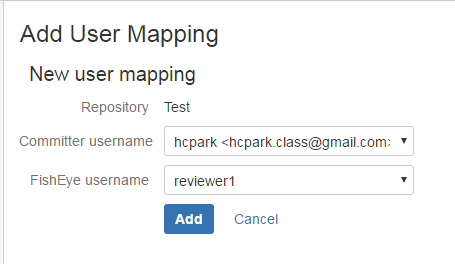 Add User Mapping
New user mapping
Repository Test
Committer username hcpark <hcpark.class@gmail.com>
FishEye username reviewer1
Add Cancel